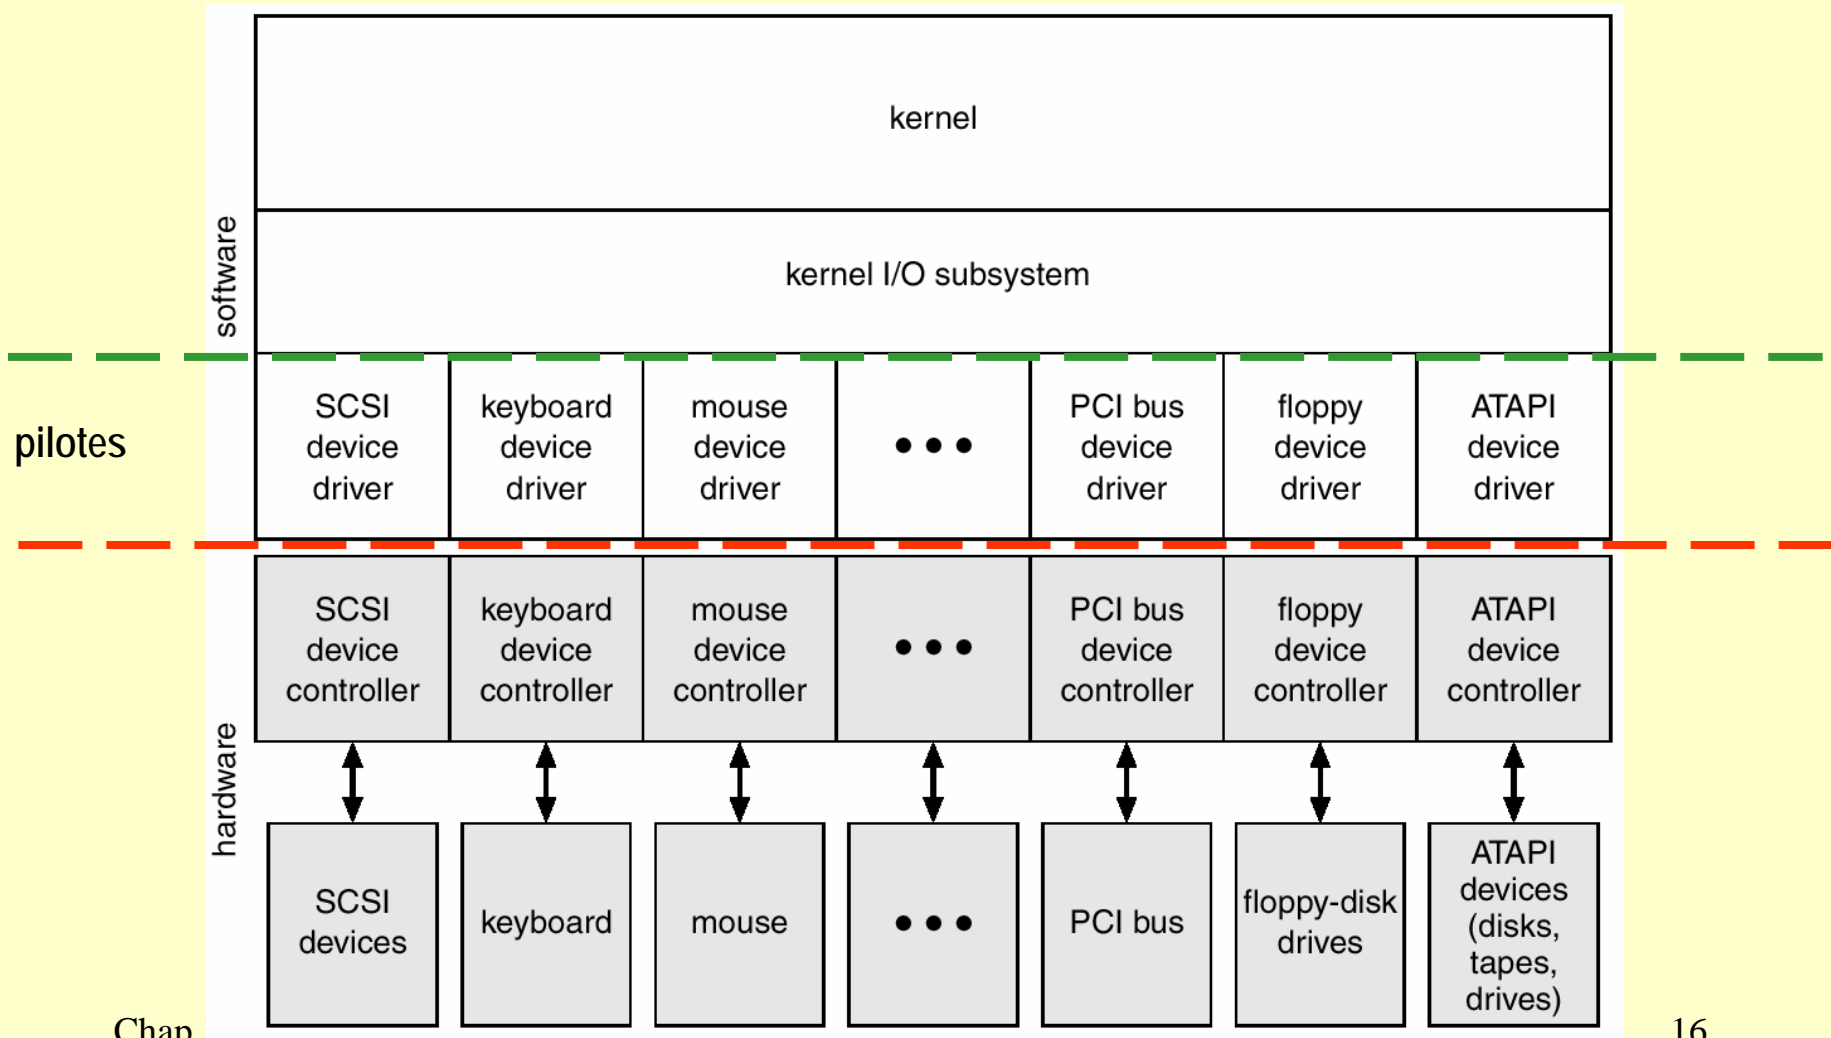 kernel
software
kernel I/O subsystem
pilotes
SCSI
device
driver
keyboard
device
driver
mouse
device
driver
•••
PCI bus
device
driver
floppy
device
driver
ATAPI
device
driver
SCSI
device
controller
keyboard
device
controller
mouse
device
controller
•••
PCI bus
device
controller
floppy
device
controller
ATAPI
device
controller
hardware
SCSI
devices
keyboard
mouse
•••
PCI bus
floppy-disk
drives
ATAPI
devices
(disks,
tapes,
drives)
Chap
16